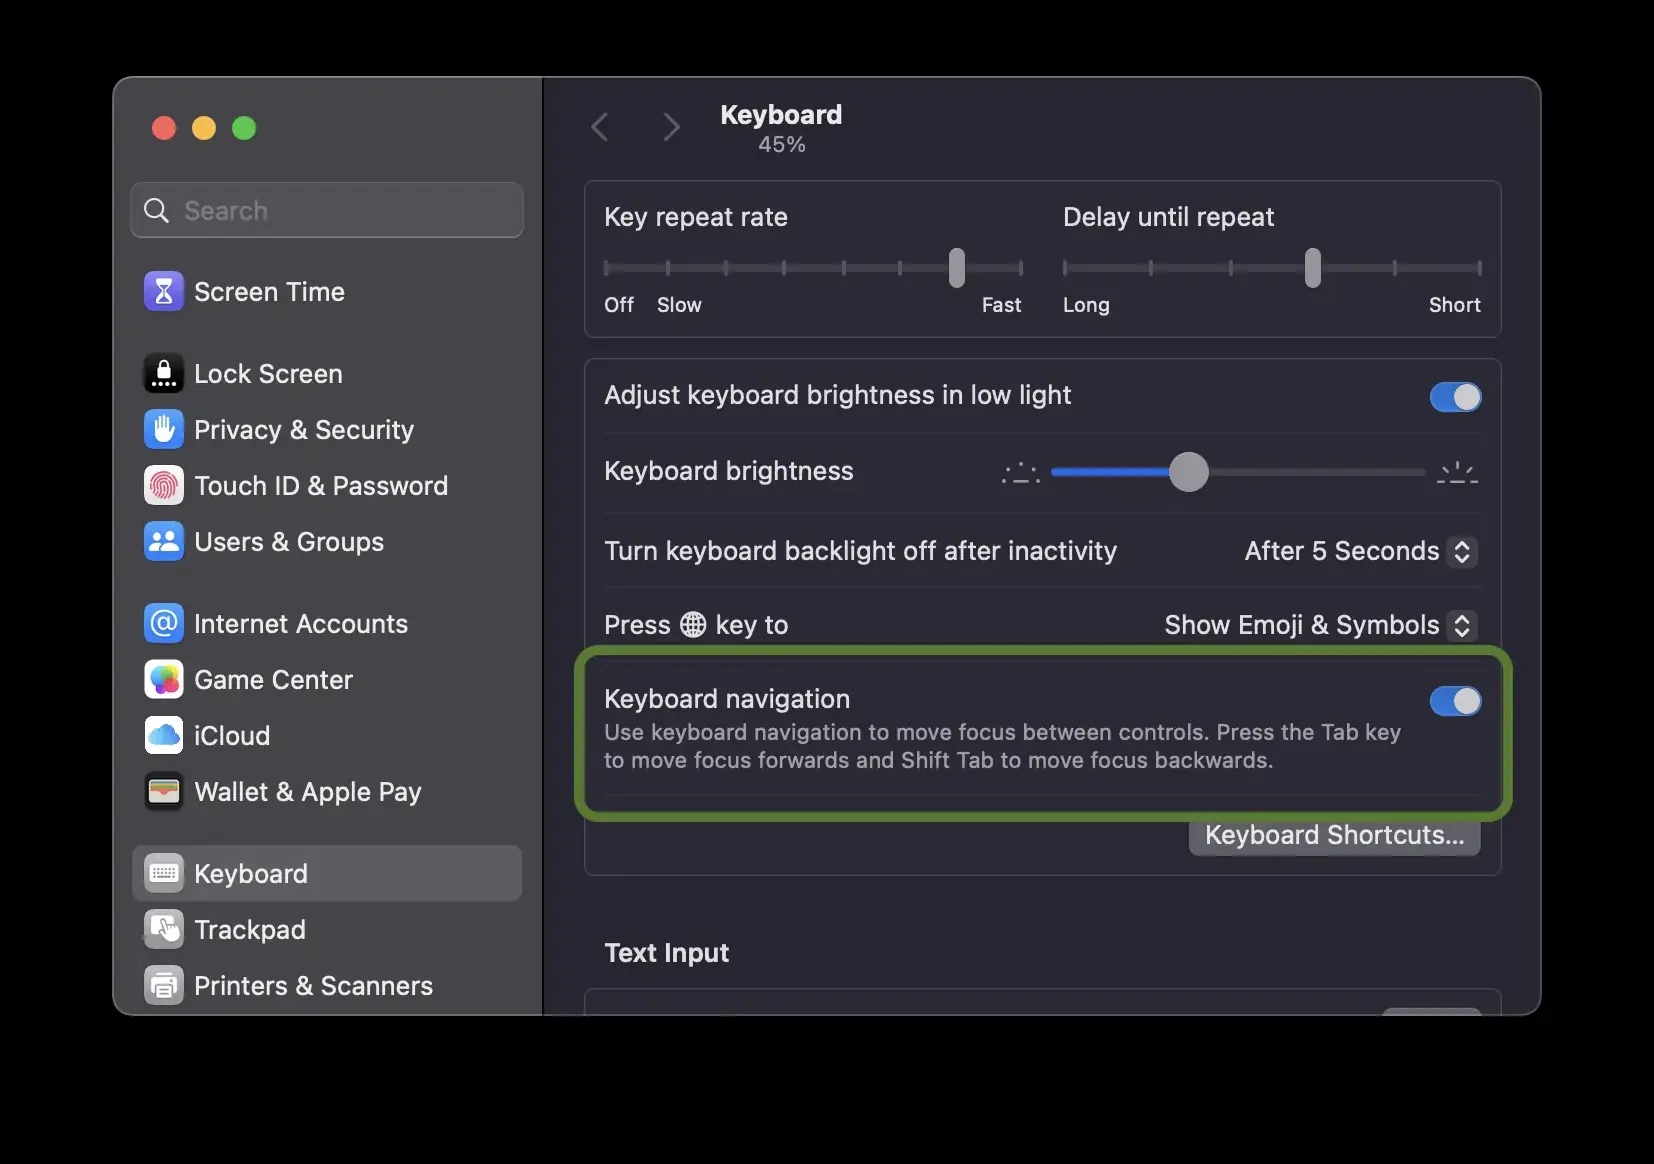 Keyboard
45%
Search
Screen Time
Lock Screen
Privacy & Security
Touch ID & Password
Users & Groups
Internet Accounts
Game Center
iCloud
Wallet & Apple Pay
Keyboard
Trackpad
Printers & Scanners
Key repeat rate
Off Slow Fast
Delay until repeat
Long Short
Adjust keyboard brightness in low light
Keyboard brightness
Turn keyboard backlight off after inactivity After 5 Seconds
Press key to Show Emoji & Symbols
Keyboard navigation
Use keyboard navigation to move focus between controls. Press the Tab key
to move focus forwards and Shift Tab to move focus backwards.
Keyboard Shortcuts...
Text Input